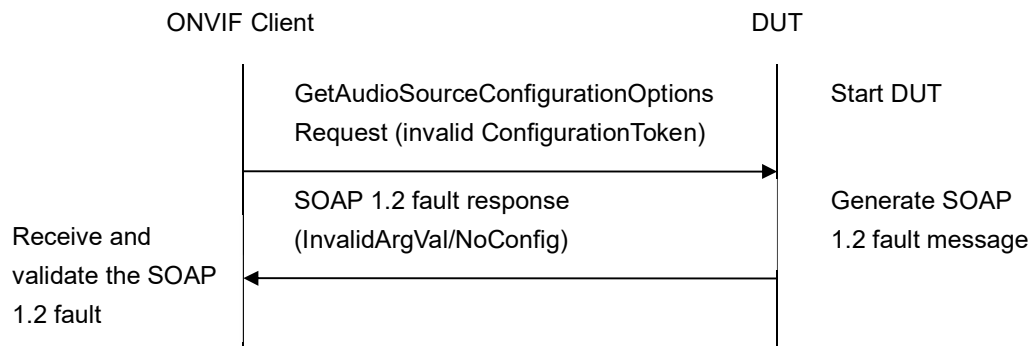 ONVIF Client
DUT
GetAudioSourceConfigurationOptions
Request (invalid ConfigurationToken)
Start DUT
SOAP 1.2 fault response
(InvalidArgVal/NoConfig)
Generate SOAP
1.2 fault message
Receive and
validate the SOAP
1.2 fault